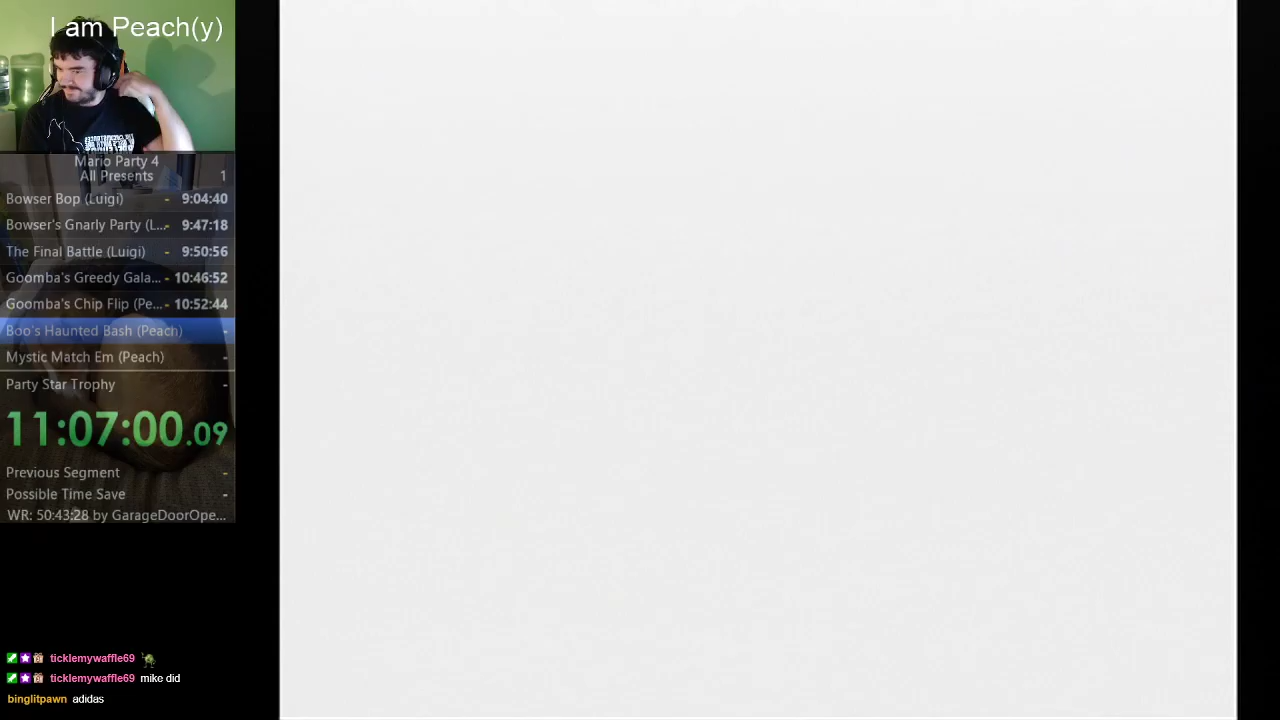 I am Peach(y)
Mario Party 4
All Presents 1
Bowser Bop (Luigi) - 9:04:40
Bowser's Gnarly Party (L... - 9:47:18
The Final Battle (Luigi) - 9:50:56
Goomba's Greedy Gala... - 10:46:52
Goomba's Chip Flip (Pe... - 10:52:44
Boo's Haunted Bash (Peach) -
Mystic Match Em (Peach) -
Party Star Trophy -
11:07:00.09
Previous Segment -
Possible Time Save -
WR: 50:43:28 by GarageDoorOpe...
ticklemywaffle69
ticklemywaffle69 mike did
binglitpawn adidas